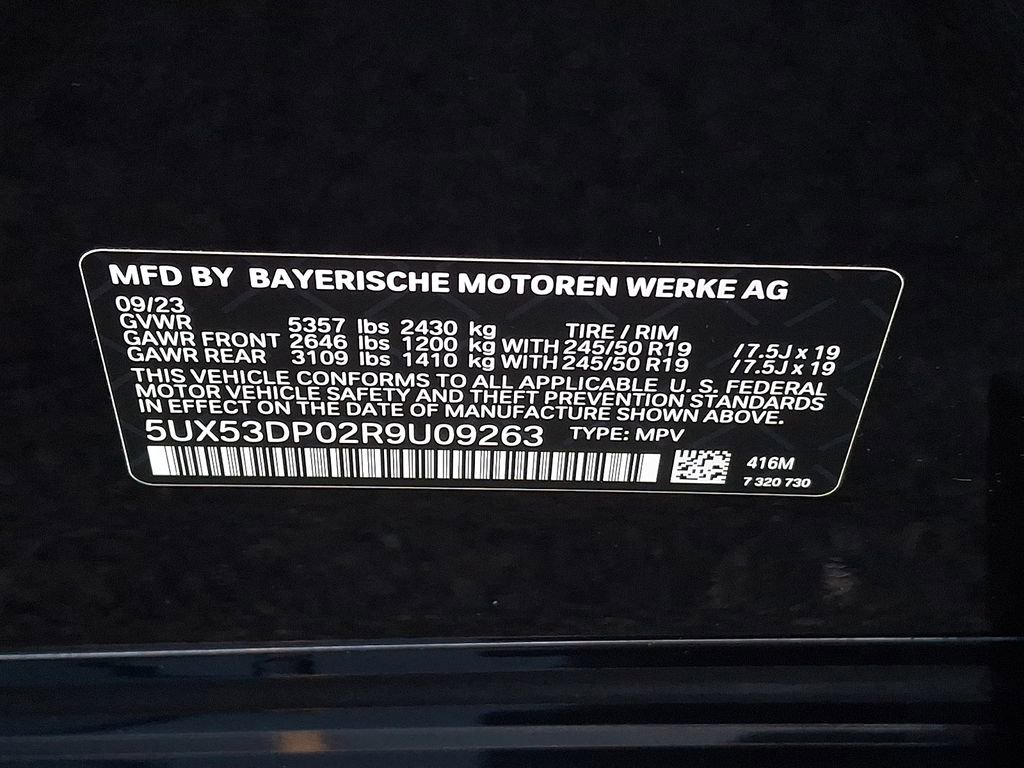 MFD BY BAYERISCHE MOTOREN WERKE AG
09/23
GVWR 5357 lbs 2430 kg TIRE / RIM
GAWR FRONT 2646 lbs 1200 kg WITH 245/50 R19 / 7.5J x 19
GAWR REAR 3109 lbs 1410 kg WITH 245/50 R19 / 7.5J x 19
THIS VEHICLE CONFORMS TO ALL APPLICABLE U. S. FEDERAL
MOTOR VEHICLE SAFETY AND THEFT PREVENTION STANDARDS
IN EFFECT ON THE DATE OF MANUFACTURE SHOWN ABOVE.
5UX53DP02R9U09263 TYPE: MPV
416M
7 320 730